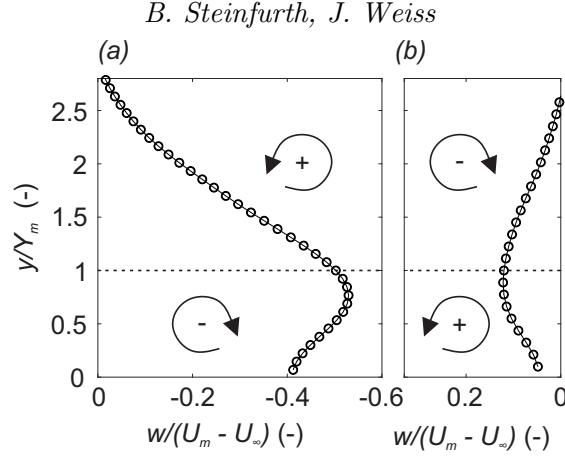 B. Steinfurth, J. Weiss
(a) (b)
2.5
2
1.5
1
0.5
0
y/Y_m (-)
+
-
-
+
0 -0.2 -0.4 -0.6
0.2 0
w/(U_m - U_∞) (-)
w/(U_m - U_∞) (-)